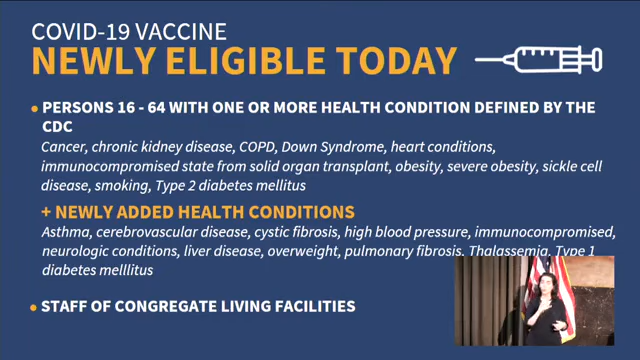 COVID-19 VACCINE
NEWLY ELIGIBLE TODAY
• PERSONS 16 - 64 WITH ONE OR MORE HEALTH CONDITION DEFINED BY THE
CDC
Cancer, chronic kidney disease, COPD, Down Syndrome, heart conditions,
immunocompromised state from solid organ transplant, obesity, severe obesity, sickle cell
disease, smoking, Type 2 diabetes mellitus
+ NEWLY ADDED HEALTH CONDITIONS
Asthma, cerebrovascular disease, cystic fibrosis, high blood pressure, immunocompromised,
neurologic conditions, liver disease, overweight, pulmonary fibrosis, Thalassemia, Type 1
diabetes melllitus
• STAFF OF CONGREGATE LIVING FACILITIES